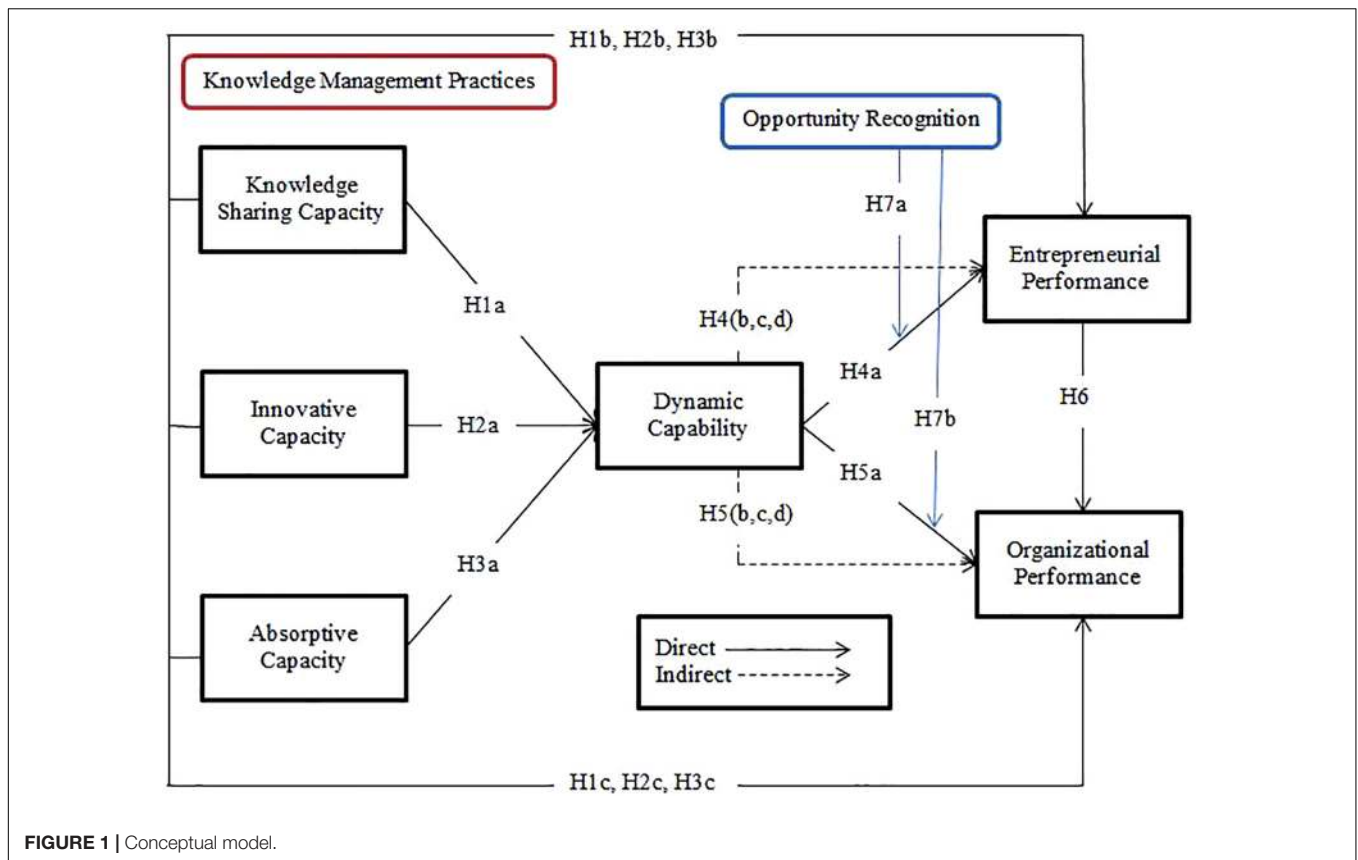 H1b, H2b, H3b
Knowledge Management Practices
Opportunity Recognition
Knowledge
Sharing Capacity
H7a
Entrepreneurial
Performance
H1a
H4(b,c,d)
H4a
Innovative
Capacity
H2a
Dynamic
Capability
H7b
H6
H5a
H5(b,c,d)
H3a
Organizational
Performance
Absorptive
Capacity
Direct
Indirect
H1c, H2c, H3c
FIGURE 1 | Conceptual model.